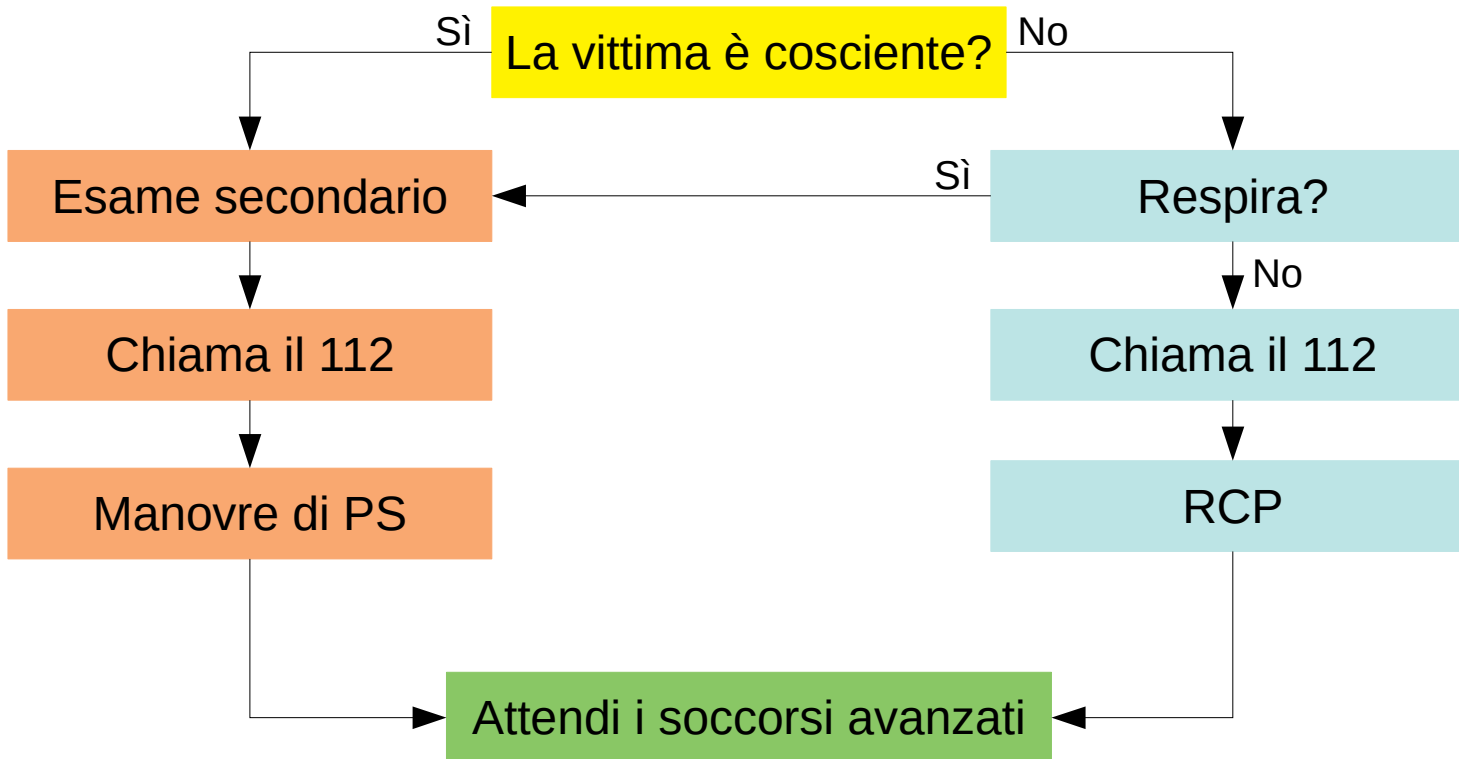 La vittima è cosciente?
Sì
No
Esame secondario
Sì
Respira?
No
Chiama il 112
Chiama il 112
Manovre di PS
RCP
Attendi i soccorsi avanzati